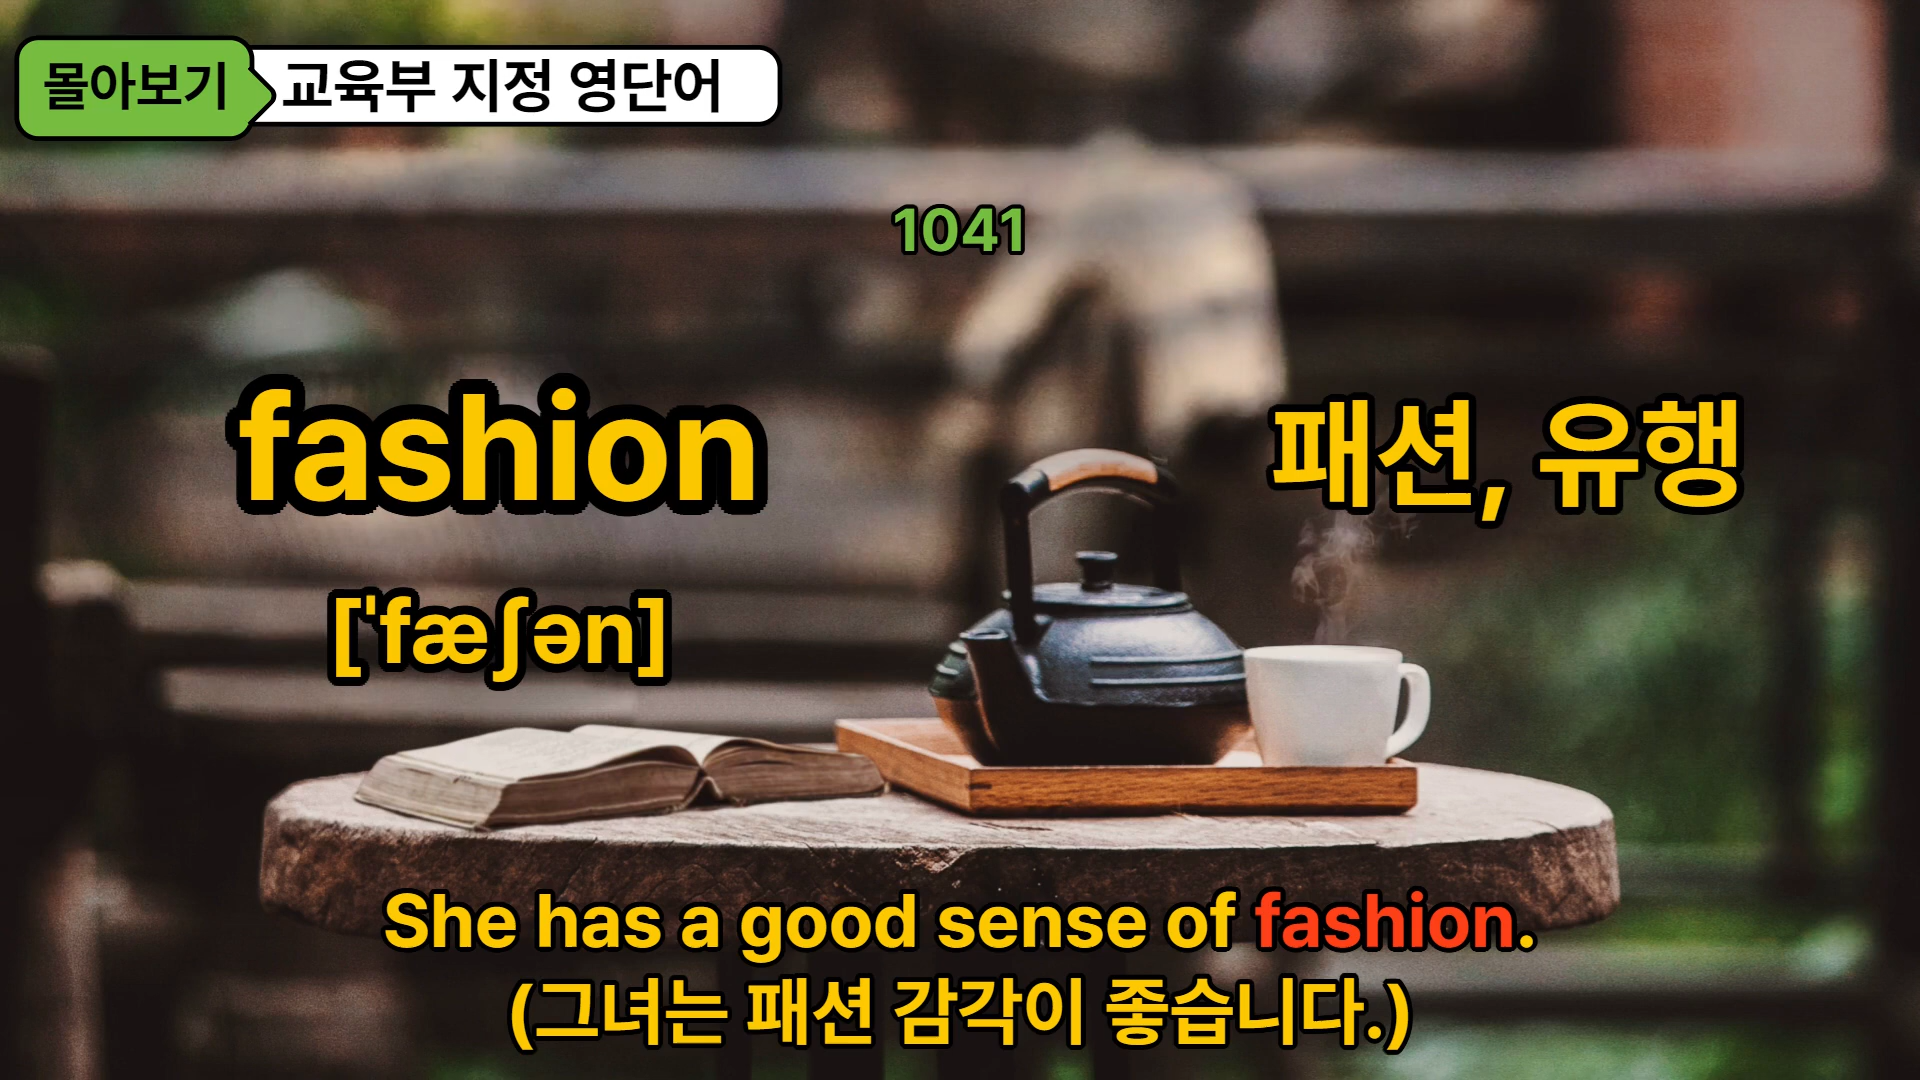 몰아보기 교육부 지정 영단어
1041
fashion
패션, 유행
[ˈfæʃən]
She has a good sense of fashion.
(그녀는 패션 감각이 좋습니다.)